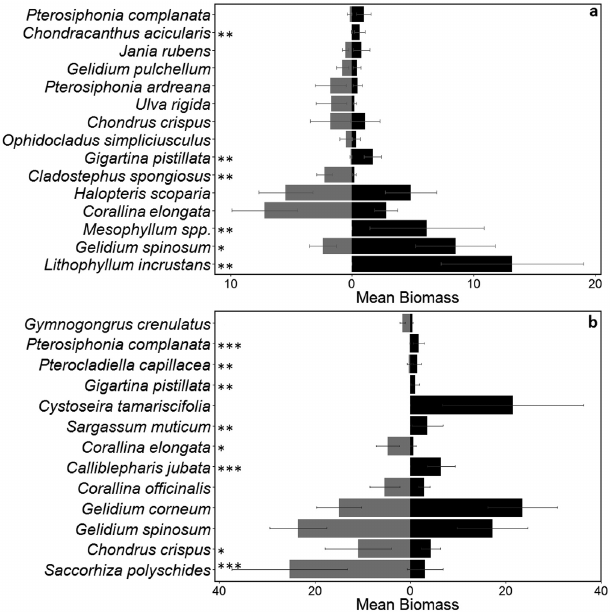 a
Pterosiphonia complanata
Chondracanthus acicularis **
Jania rubens
Gelidium pulchellum
Pterosiphonia ardreana
Ulva rigida
Chondrus crispus
Ophidocladus simpliciusculus
Gigartina pistillata **
Cladostephus spongiosus **
Halopteris scoparia
Corallina elongata
Mesophyllum spp. **
Gelidium spinosum *
Lithophyllum incrustans **
10 0 10 20
Mean Biomass
b
Gymnogongrus crenulatus
Pterosiphonia complanata ***
Pterocladiella capillacea **
Gigartina pistillata **
Cystoseira tamariscifolia
Sargassum muticum **
Corallina elongata *
Calliblepharis jubata ***
Corallina officinalis
Gelidium corneum
Gelidium spinosum
Chondrus crispus *
Saccorhiza polyschides ***
20 0 20 40
Mean Biomass